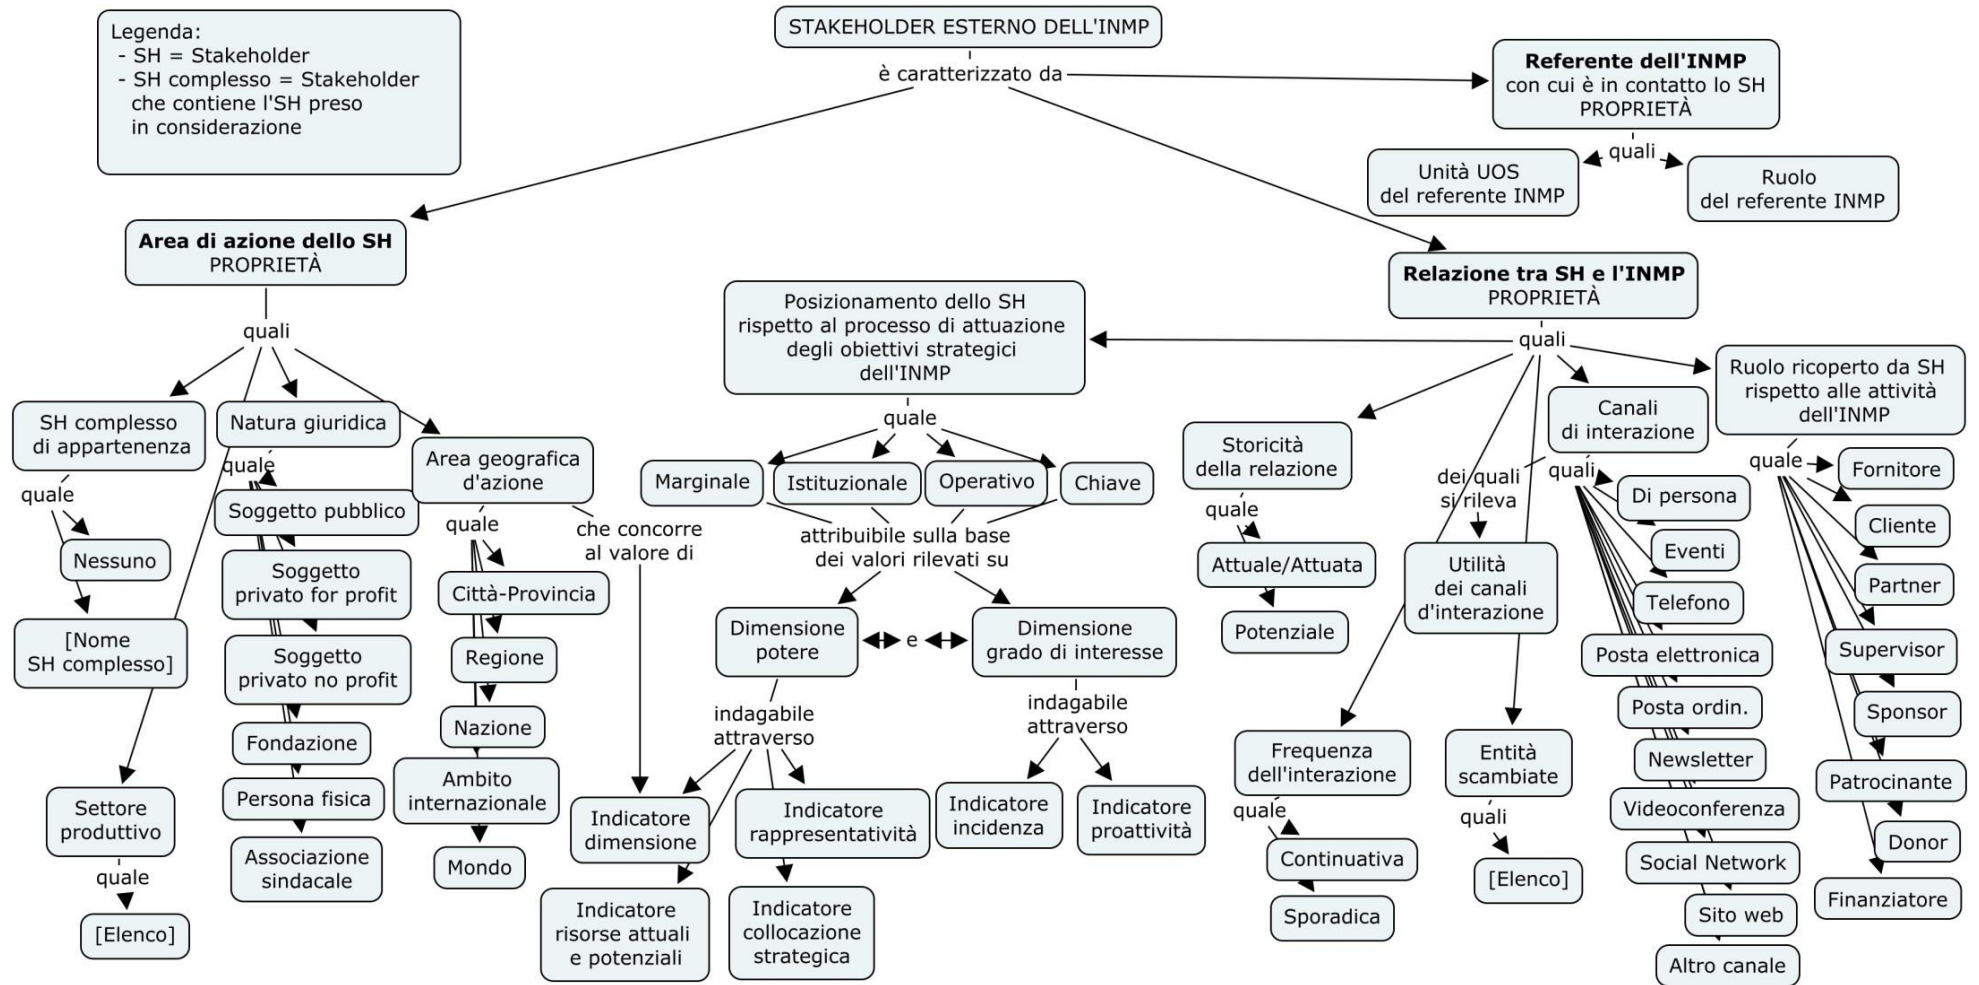 Legenda:
- SH = Stakeholder
- SH complesso = Stakeholder
che contiene l'SH preso
in considerazione
STAKEHOLDER ESTERNO DELL'INMP
è caratterizzato da
Referente dell'INMP
con cui è in contatto lo SH
PROPRIETÀ
quali
Unità UOS
del referente INMP
Ruolo
del referente INMP
Area di azione dello SH
PROPRIETÀ
quali
SH complesso
di appartenenza
quale
Nessuno
[Nome
SH complesso]
Settore
produttivo
quale
[Elenco]
Natura giuridica
quale
Soggetto pubblico
Soggetto
privato for profit
Soggetto
privato no profit
Fondazione
Persona fisica
Associazione
sindacale
Area geografica
d'azione
quale
Città-Provincia
Regione
Nazione
Ambito
internazionale
Mondo
che concorre
al valore di
Relazione tra SH e l'INMP
PROPRIETÀ
quali
Posizionamento dello SH
rispetto al processo di attuazione
degli obiettivi strategici
dell'INMP
quale
Marginale
Istituzionale
Operativo
Chiave
attribuibile sulla base
dei valori rilevati su
Dimensione
potere
e
Dimensione
grado di interesse
indagabile
attraverso
Indicatore
dimensione
Indicatore
rappresentatività
Indicatore
risorse attuali
e potenziali
Indicatore
collocazione
strategica
indagabile
attraverso
Indicatore
incidenza
Indicatore
proattività
Storicità
della relazione
quale
Attuale/Attuata
Potenziale
Frequenza
dell'interazione
quale
Continuativa
Sporadica
Entità
scambiate
quali
[Elenco]
Canali
di interazione
dei quali
si rileva
Utilità
dei canali
d'interazione
quali
Di persona
Eventi
Telefono
Posta elettronica
Posta ordin.
Newsletter
Videoconferenza
Social Network
Sito web
Altro canale
Ruolo ricoperto da SH
rispetto alle attività
dell'INMP
quale
Fornitore
Cliente
Partner
Supervisor
Sponsor
Patrocinante
Donor
Finanziatore